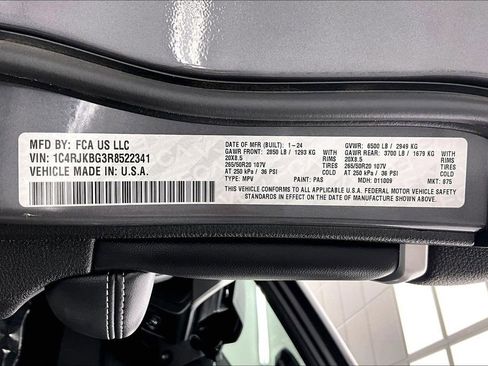 MFD BY: FCA US LLC
VIN: 1C4RJKBG3R8522341
VEHICLE MADE IN: U.S.A.
DATE OF MFR (BUILT): 1-24
GAWR FRONT: 2850 LB / 1293 KG WITH
20X8.5 RIMS
265/50R20 107V TIRES
AT 250 kPa / 36 PSI COLD
TYPE: MPV PAINT: PAS
GVWR: 6500 LB / 2949 KG
GAWR REAR: 3700 LB / 1679 KG WITH
20X8.5 RIMS
265/50R20 107V TIRES
AT 250 kPa / 36 PSI COLD
MDH: 011009 MKT: 875
THIS VEHICLE CONFORMS TO ALL APPLICABLE U.S.A. FEDERAL MOTOR VEHICLE SAFETY
STANDARDS IN EFFECT ON THE DATE OF MANUFACTURE SHOWN ABOVE.